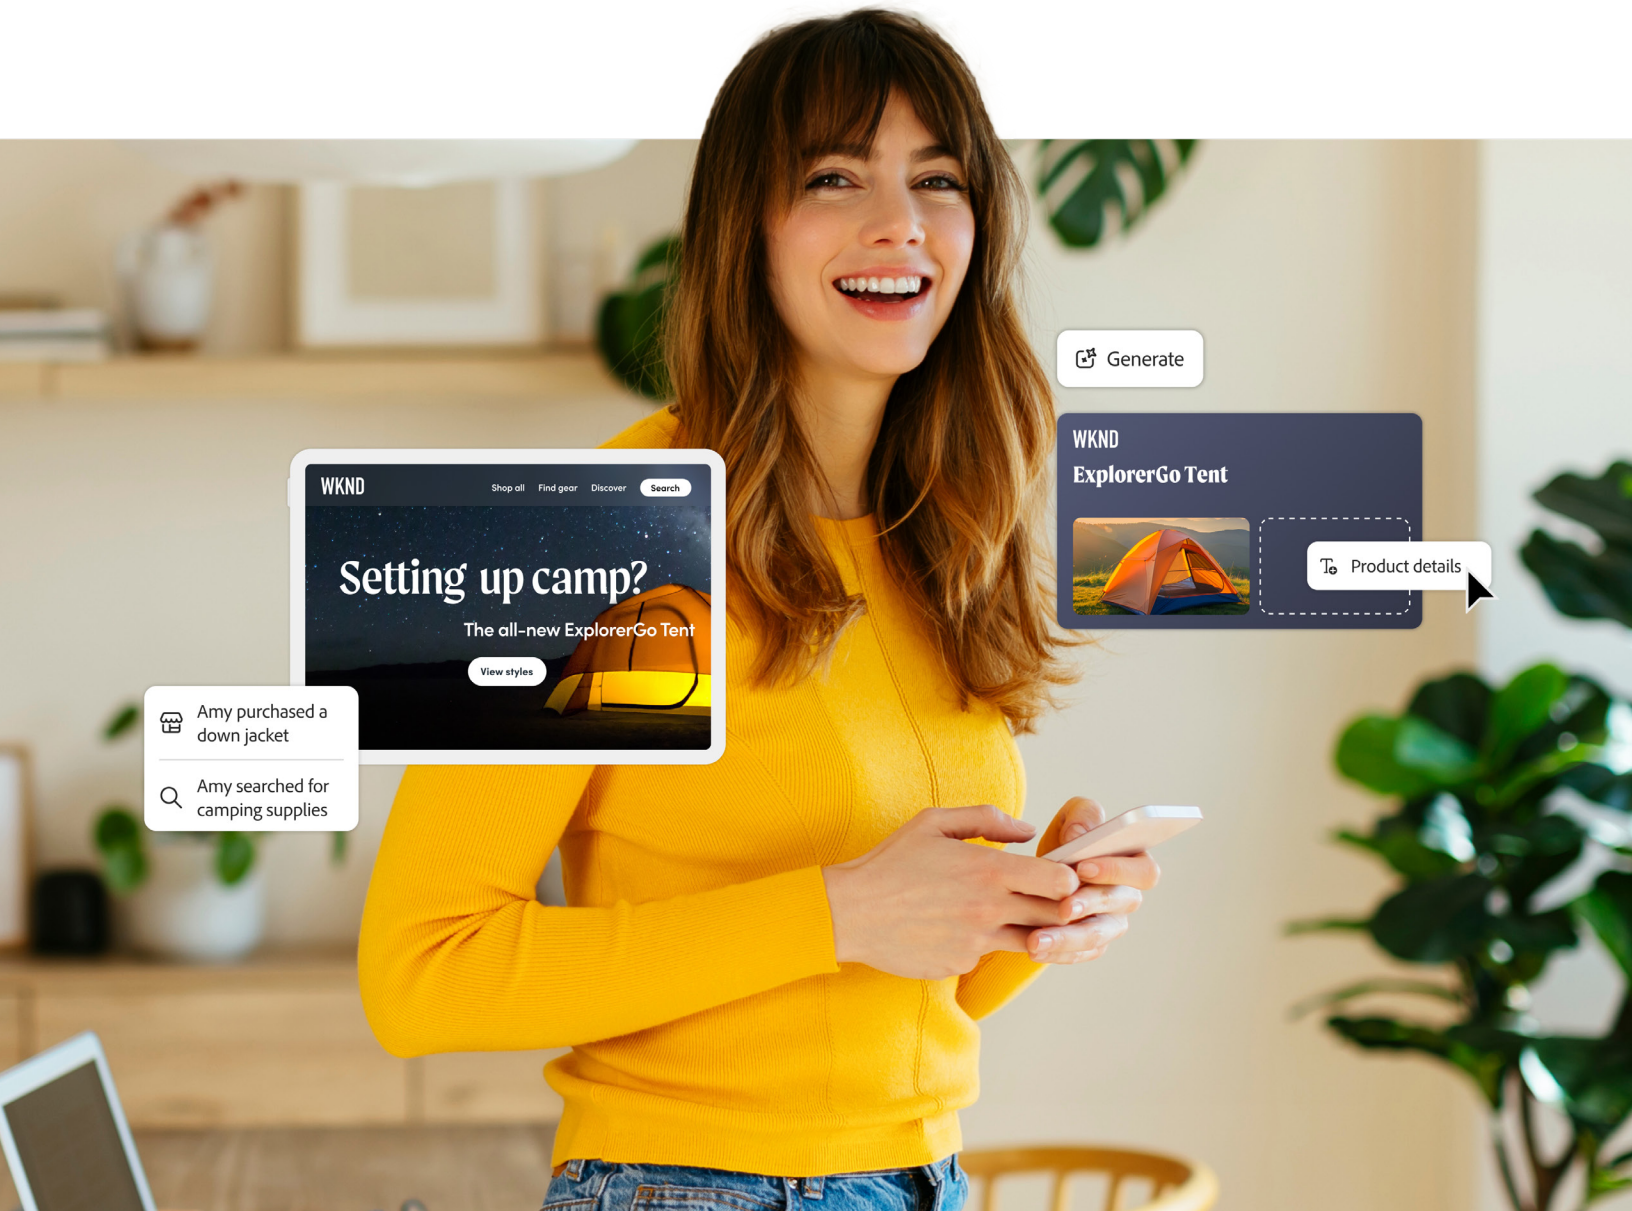 Generate
WKND
ExplorerGo Tent
Product details
WKND
Shop all
Find gear
Discover
Search
Setting up camp?
The all-new ExplorerGo Tent
View styles
Amy purchased a
down jacket
Amy searched for
camping supplies